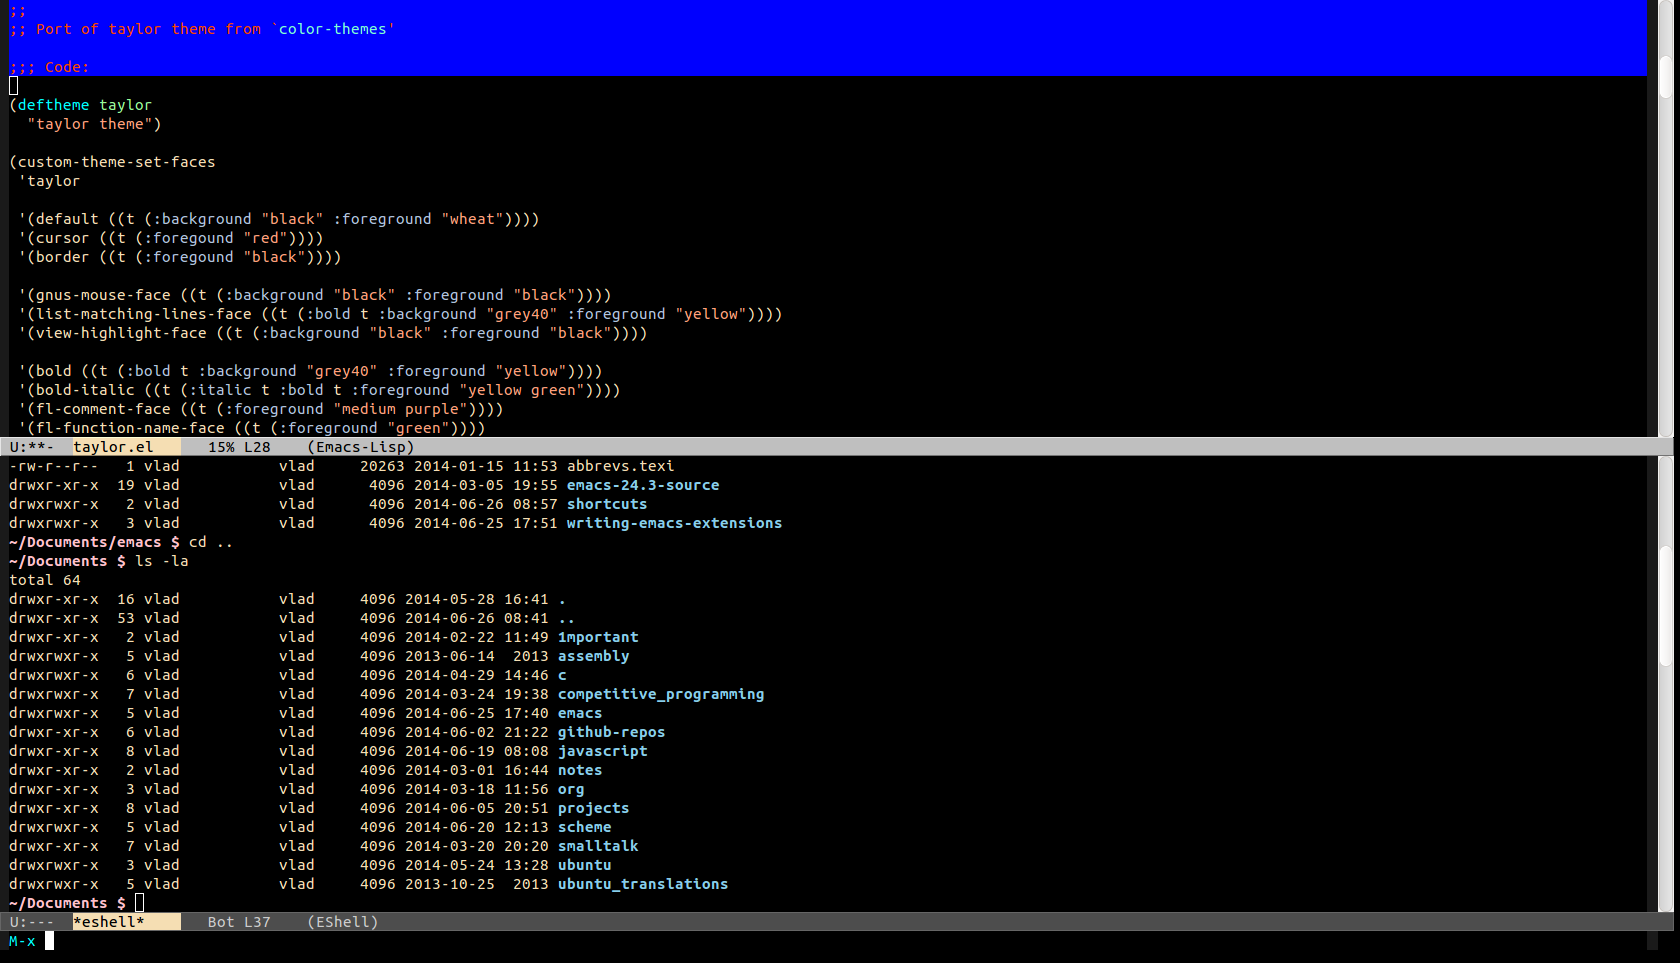 ;;
;; Port of taylor theme from `color-themes'
;;; Code:
(deftheme taylor
  "taylor theme")
(custom-theme-set-faces
 'taylor
 '(default ((t (:background "black" :foreground "wheat"))))
 '(cursor ((t (:foregound "red"))))
 '(border ((t (:foregound "black"))))
 '(gnus-mouse-face ((t (:background "black" :foreground "black"))))
 '(list-matching-lines-face ((t (:bold t :background "grey40" :foreground "yellow"))))
 '(view-highlight-face ((t (:background "black" :foreground "black"))))
 '(bold ((t (:bold t :background "grey40" :foreground "yellow"))))
 '(bold-italic ((t (:italic t :bold t :foreground "yellow green"))))
 '(fl-comment-face ((t (:foreground "medium purple"))))
 '(fl-function-name-face ((t (:foreground "green"))))
U:**-  taylor.el      15% L28    (Emacs-Lisp)
-rw-r--r--   1 vlad           vlad     20263 2014-01-15 11:53 abbrevs.texi
drwxr-xr-x  19 vlad           vlad      4096 2014-03-05 19:55 emacs-24.3-source
drwxrwxr-x   2 vlad           vlad      4096 2014-06-26 08:57 shortcuts
drwxrwxr-x   3 vlad           vlad      4096 2014-06-25 17:51 writing-emacs-extensions
~/Documents/emacs $ cd ..
~/Documents $ ls -la
total 64
drwxr-xr-x  16 vlad           vlad     4096 2014-05-28 16:41 .
drwxr-xr-x  53 vlad           vlad     4096 2014-06-26 08:41 ..
drwxr-xr-x   2 vlad           vlad     4096 2014-02-22 11:49 1mportant
drwxrwxr-x   5 vlad           vlad     4096 2013-06-14  2013 assembly
drwxrwxr-x   6 vlad           vlad     4096 2014-04-29 14:46 c
drwxrwxr-x   7 vlad           vlad     4096 2014-03-24 19:38 competitive_programming
drwxrwxr-x   5 vlad           vlad     4096 2014-06-25 17:40 emacs
drwxrwxr-x   6 vlad           vlad     4096 2014-06-02 21:22 github-repos
drwxr-xr-x   8 vlad           vlad     4096 2014-06-19 08:08 javascript
drwxr-xr-x   2 vlad           vlad     4096 2014-03-01 16:44 notes
drwxr-xr-x   3 vlad           vlad     4096 2014-03-18 11:56 org
drwxr-xr-x   8 vlad           vlad     4096 2014-06-05 20:51 projects
drwxrwxr-x   5 vlad           vlad     4096 2014-06-20 12:13 scheme
drwxr-xr-x   7 vlad           vlad     4096 2014-03-20 20:20 smalltalk
drwxrwxr-x   3 vlad           vlad     4096 2014-05-24 13:28 ubuntu
drwxrwxr-x   5 vlad           vlad     4096 2013-10-25  2013 ubuntu_translations
~/Documents $
U:---  *eshell*       Bot L37    (EShell)
M-x